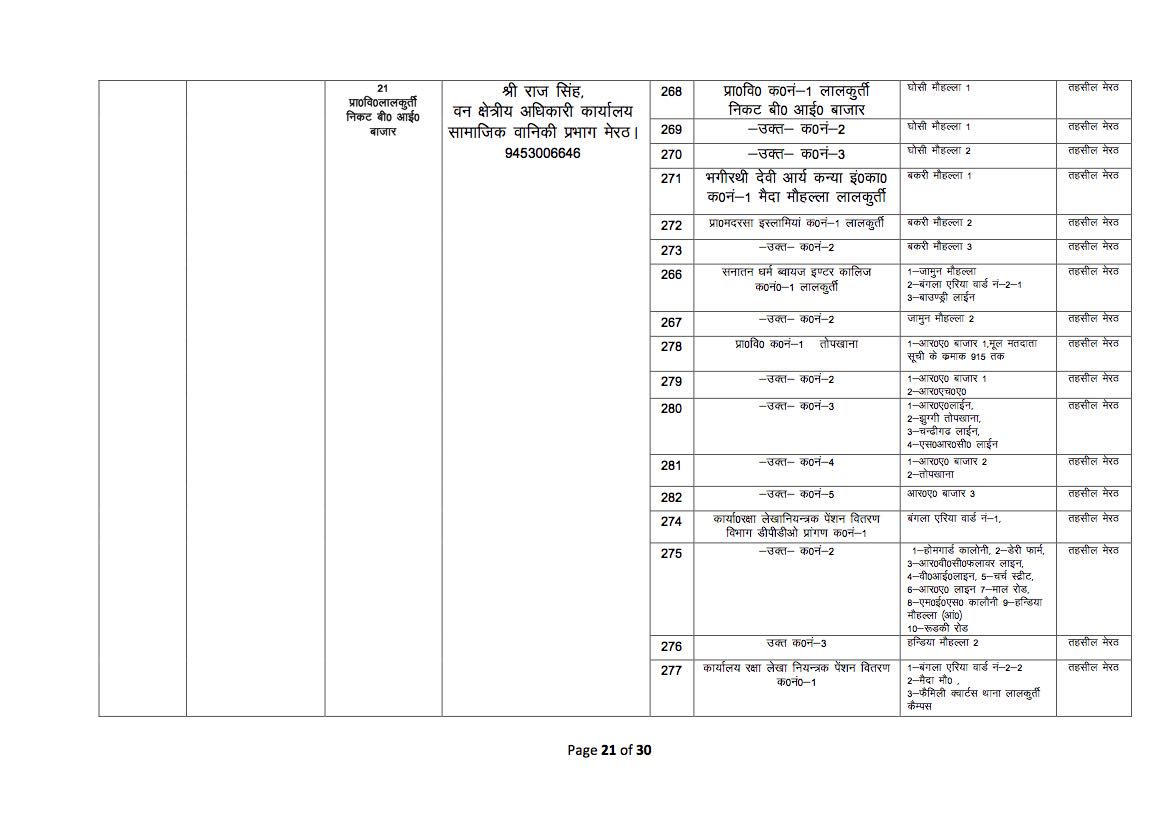 21
प्रा0वि0लालकुर्ती
निकट बी0 आई0
बाजार
श्री राज सिंह,
वन क्षेत्रीय अधिकारी कार्यालय
सामाजिक वानिकी प्रभाग मेरठ।
9453006646
268 प्रा0वि0 क0नं–1 लालकुर्ती घोसी मौहल्ला 1 तहसील मेरठ
निकट बी0 आई0 बाजार
269 –उक्त– क0नं–2 घोसी मौहल्ला 1 तहसील मेरठ
270 –उक्त– क0नं–3 घोसी मौहल्ला 2 तहसील मेरठ
271 भगीरथी देवी आर्य कन्या इं0का0 बकरी मौहल्ला 1 तहसील मेरठ
क0नं–1 मैदा मौहल्ला लालकुर्ती
272 प्रा0मदरसा इस्लामियां क0नं–1 लालकुर्ती बकरी मौहल्ला 2 तहसील मेरठ
273 –उक्त– क0नं–2 बकरी मौहल्ला 3 तहसील मेरठ
266 सनातन धर्म ब्वायज इण्टर कालिज 1–जामुन मौहल्ला तहसील मेरठ
क0नं0–1 लालकुर्ती 2–बंगला एरिया वार्ड नं–2–1
3–बाउण्ड्री लाईन
267 –उक्त– क0नं–2 जामुन मौहल्ला 2 तहसील मेरठ
278 प्रा0वि0 क0नं–1 तोपखाना 1–आर0ए0 बाजार 1,मूल मतदाता तहसील मेरठ
सूची के क्रमाक 915 तक
279 –उक्त– क0नं–2 1–आर0ए0 बाजार 1 तहसील मेरठ
2–आर0एच0ए0
280 –उक्त– क0नं–3 1–आर0ए0लाईन, तहसील मेरठ
2–झुग्गी तोपखाना,
3–चन्दीगढ लाईन,
4–एस0आर0सी0 लाईन
281 –उक्त– क0नं–4 1–आर0ए0 बाजार 2 तहसील मेरठ
2–तोपखाना
282 –उक्त– क0नं–5 आर0ए0 बाजार 3 तहसील मेरठ
274 कार्या0रक्षा लेखानियन्त्रक पेंशन वितरण बंगला एरिया वार्ड नं–1, तहसील मेरठ
विभाग डीपीडीओ प्रांगण क0नं–1
275 –उक्त– क0नं–2 1–होमगार्ड कालोनी, 2–डेरी फार्म, तहसील मेरठ
3–आर0वी0सी0फलावर लाइन,
4–वी0आई0लाइन, 5–चर्च स्ट्रीट,
6–आर0ए0 लाइन 7–माल रोड,
8–एम0ई0एस0 कालौनी 9–हन्डिया
मौहल्ला (आं0)
10–रूडकी रोड
276 उक्त क0नं–3 हन्डिया मौहल्ला 2 तहसील मेरठ
277 कार्यालय रक्षा लेखा नियन्त्रक पेंशन वितरण 1–बंगला एरिया वार्ड नं–2–2 तहसील मेरठ
क0नं0–1 2–मैदा मौ0 ,
3–फैमिली क्वार्टस थाना लालकुर्ती
कैम्पस
Page 21 of 30